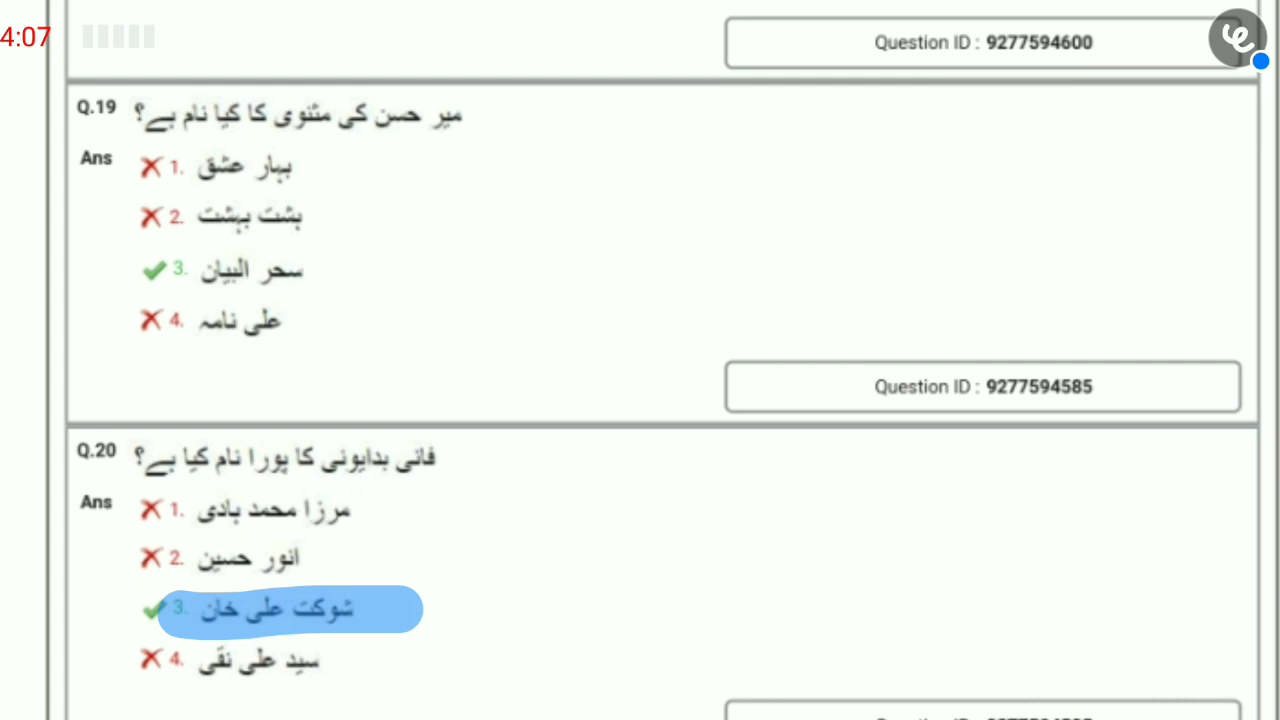 4:07
Question ID : 9277594600
Q.19 میر حسن کی مثنوی کا کیا نام ہے؟
Ans 1. بہار عشق
2. ہشت بہشت
3. سحر البیان
4. علی نامہ
Question ID : 9277594585
Q.20 فانی بدایونی کا پورا نام کیا ہے؟
Ans 1. مرزا محمد ہادی
2. انور حسین
3. شوکت علی خان
4. سید علی نقی